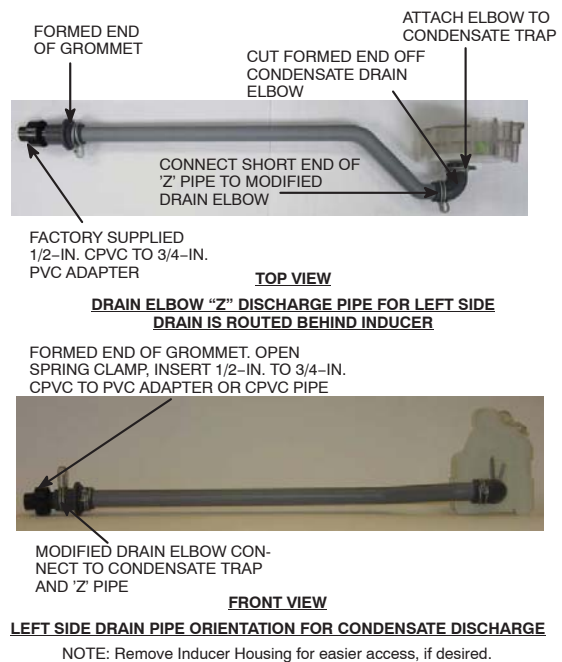 FORMED END
OF GROMMET
ATTACH ELBOW TO
CONDENSATE TRAP
CUT FORMED END OFF
CONDENSATE DRAIN
ELBOW
CONNECT SHORT END OF
'Z' PIPE TO MODIFIED
DRAIN ELBOW
FACTORY SUPPLIED
1/2−IN. CPVC TO 3/4−IN.
PVC ADAPTER
TOP VIEW
DRAIN ELBOW “Z” DISCHARGE PIPE FOR LEFT SIDE
DRAIN IS ROUTED BEHIND INDUCER
FORMED END OF GROMMET. OPEN
SPRING CLAMP, INSERT 1/2−IN. TO 3/4−IN.
CPVC TO PVC ADAPTER OR CPVC PIPE
MODIFIED DRAIN ELBOW CON-
NECT TO CONDENSATE TRAP
AND 'Z' PIPE
FRONT VIEW
LEFT SIDE DRAIN PIPE ORIENTATION FOR CONDENSATE DISCHARGE
NOTE: Remove Inducer Housing for easier access, if desired.